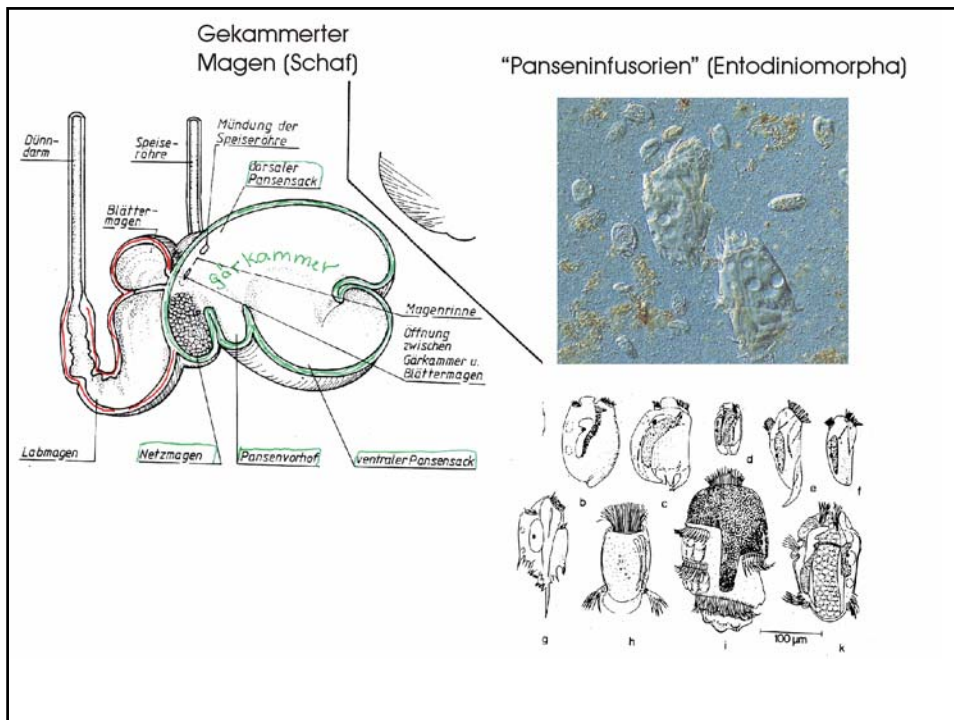 Gekammerter
Magen (Schaf)
“Panseninfusorien” (Entodiniomorpha)
Dünn-
darm
Speise-
röhre
Mündung der
Speiseröhre
dorsaler
Pansensack
Blätter-
magen
Gärkammer
Magenrinne
Öffnung
zwischen
Gärkammer u.
Blättermagen
Labmagen
Netzmagen
Pansenvorhof
ventraler Pansensack
b
c
d
e
f
g
h
i
k
100 µm